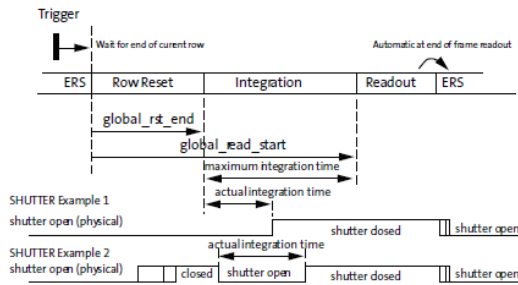 Trigger
Wait for end of curent row
Automatic at end of frame readout
ERS Row Reset Integration Readout ERS
global_rst_end
global_read_start
maximum integration time
actual integration time
SHUTTER Example 1
shutter open (physical) shutter closed shutter open
SHUTTER Example 2 actual integration time
shutter open (physical) closed shutter open shutter closed shutter open